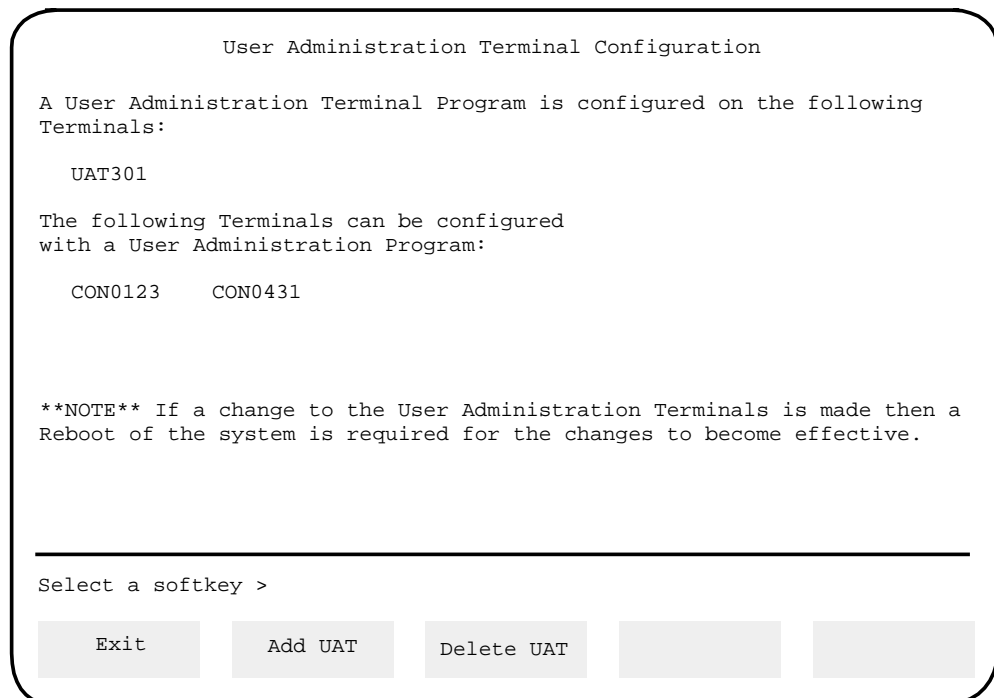 User Administration Terminal Configuration
A User Administration Terminal Program is configured on the following
Terminals:
UAT301
The following Terminals can be configured
with a User Administration Program:
CON0123 CON0431
**NOTE** If a change to the User Administration Terminals is made then a
Reboot of the system is required for the changes to become effective.
Select a softkey >
Exit Add UAT Delete UAT